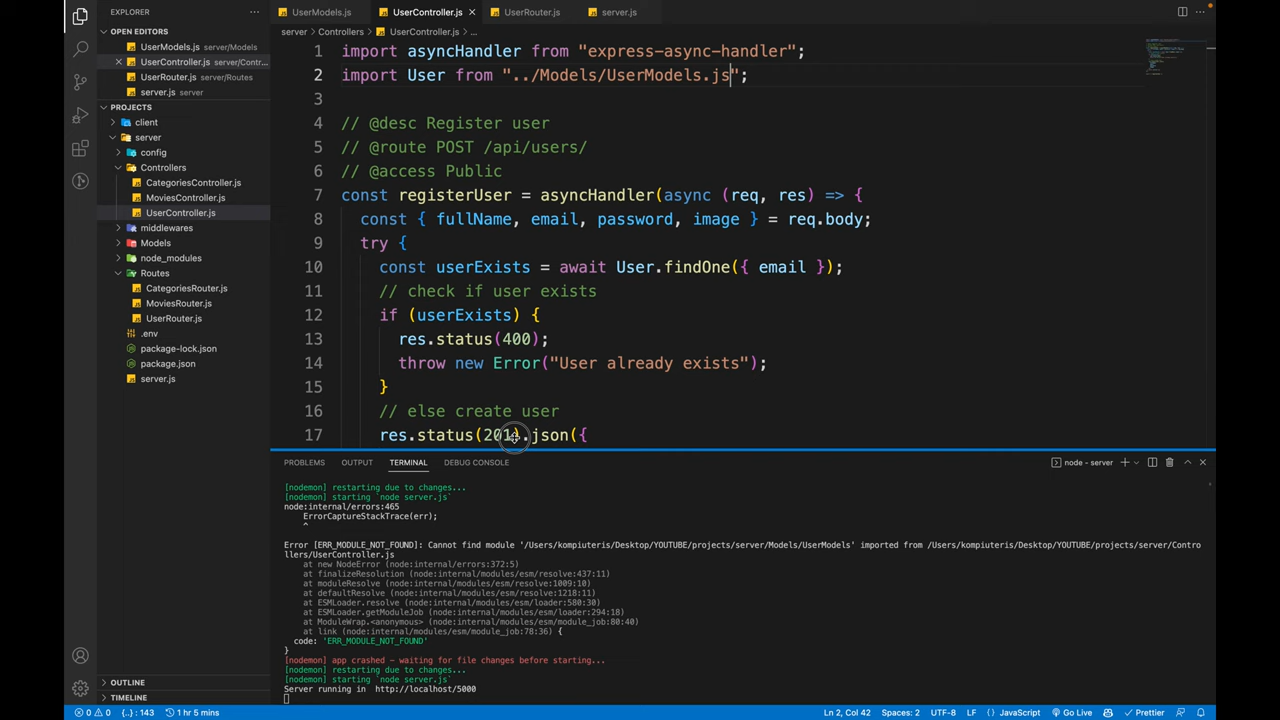 EXPLORER
OPEN EDITORS
UserModels.js server/Models
UserController.js server/Contr...
UserRouter.js server/Routes
server.js server
PROJECTS
client
server
config
Controllers
CategoriesController.js
MoviesController.js
UserController.js
middlewares
Models
node_modules
Routes
CategoriesRouter.js
MoviesRouter.js
UserRouter.js
.env
package-lock.json
package.json
server.js
OUTLINE
TIMELINE
UserModels.js
UserController.js
UserRouter.js
server.js
server > Controllers > UserController.js > ...
1 import asyncHandler from "express-async-handler";
2 import User from "../Models/UserModels.js";
3
4 // @desc Register user
5 // @route POST /api/users/
6 // @access Public
7 const registerUser = asyncHandler(async (req, res) => {
8 const { fullName, email, password, image } = req.body;
9 try {
10 const userExists = await User.findOne({ email });
11 // check if user exists
12 if (userExists) {
13 res.status(400);
14 throw new Error("User already exists");
15 }
16 // else create user
17 res.status(201).json({
PROBLEMS OUTPUT TERMINAL DEBUG CONSOLE
node - server
[nodemon] restarting due to changes...
[nodemon] starting `node server.js`
node:internal/errors:465
ErrorCaptureStackTrace(err);
^
Error [ERR_MODULE_NOT_FOUND]: Cannot find module '/Users/kompiuteris/Desktop/YOUTUBE/projects/server/Models/UserModels' imported from /Users/kompiuteris/Desktop/YOUTUBE/projects/server/Contro
llers/UserController.js
at new NodeError (node:internal/errors:372:5)
at finalizeResolution (node:internal/modules/esm/resolve:437:11)
at moduleResolve (node:internal/modules/esm/resolve:1009:10)
at defaultResolve (node:internal/modules/esm/resolve:1218:11)
at ESMLoader.resolve (node:internal/modules/esm/loader:580:30)
at ESMLoader.getModuleJob (node:internal/modules/esm/loader:294:18)
at ModuleWrap.<anonymous> (node:internal/modules/esm/module_job:80:40)
at link (node:internal/modules/esm/module_job:78:36) {
code: 'ERR_MODULE_NOT_FOUND'
}
[nodemon] app crashed - waiting for file changes before starting...
[nodemon] restarting due to changes...
[nodemon] starting `node server.js`
Server running in http://localhost/5000
0 0 {..} : 143 1 hr 5 mins
Ln 2, Col 42 Spaces: 2 UTF-8 LF {} JavaScript Go Live Prettier